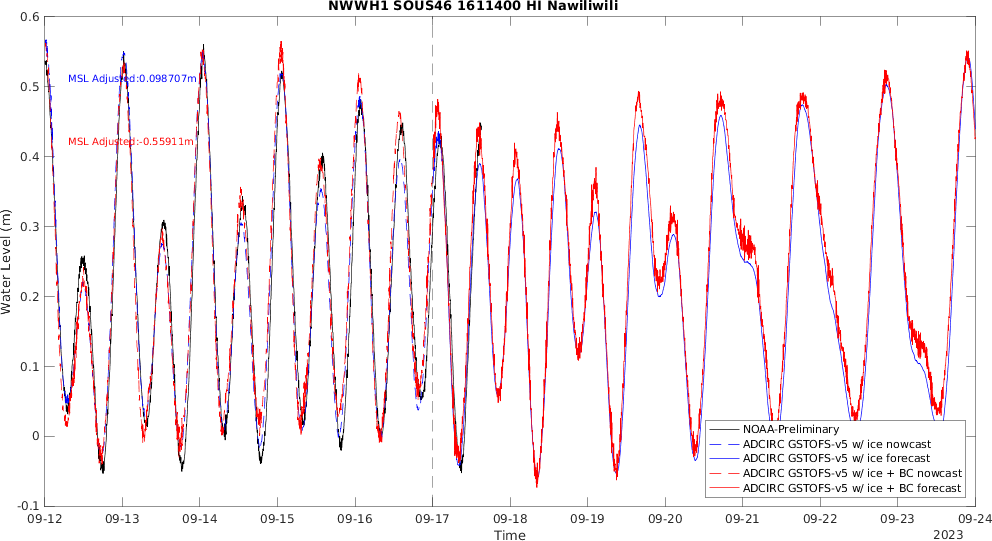 NWWH1 SOUS46 1611400 HI Nawiliwili
0.6
0.5
0.4
0.3
0.2
0.1
0
-0.1
Water Level (m)
MSL Adjusted:0.098707m
MSL Adjusted:-0.55911m
NOAA-Preliminary
ADCIRC GSTOFS-v5 w/ ice nowcast
ADCIRC GSTOFS-v5 w/ ice forecast
ADCIRC GSTOFS-v5 w/ ice + BC nowcast
ADCIRC GSTOFS-v5 w/ ice + BC forecast
09-12 09-13 09-14 09-15 09-16 09-17 09-18 09-19 09-20 09-21 09-22 09-23 09-24
Time
2023